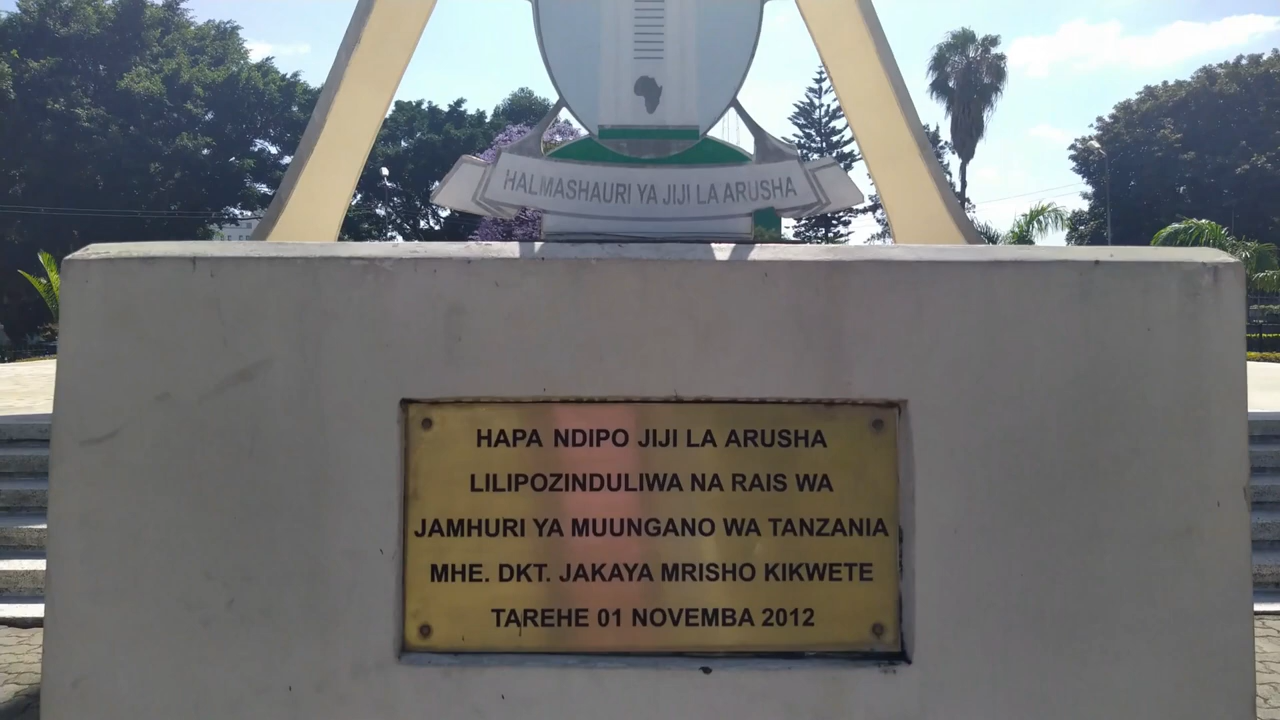 HALMASHAURI YA JIJI LA ARUSHA
HAPA NDIPO JIJI LA ARUSHA
LILIPOZINDULIWA NA RAIS WA
JAMHURI YA MUUNGANO WA TANZANIA
MHE. DKT. JAKAYA MRISHO KIKWETE
TAREHE 01 NOVEMBA 2012